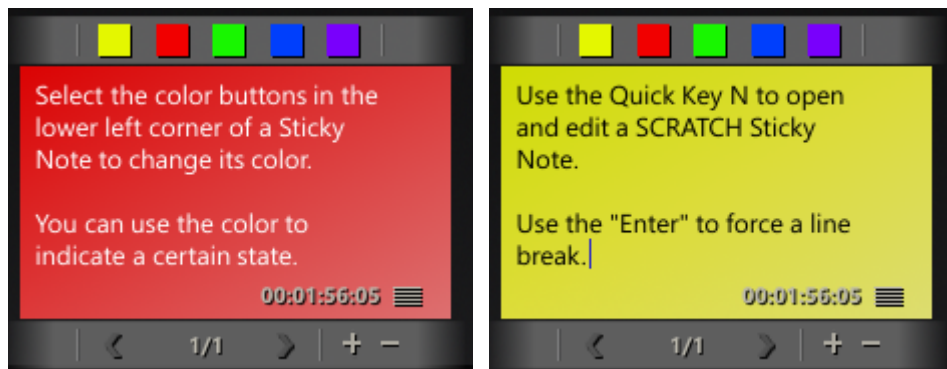 Select the color buttons in the
lower left corner of a Sticky
Note to change its color.
You can use the color to
indicate a certain state.
00:01:56:05
1/1
Use the Quick Key N to open
and edit a SCRATCH Sticky
Note.
Use the "Enter" to force a line
break.
00:01:56:05
1/1